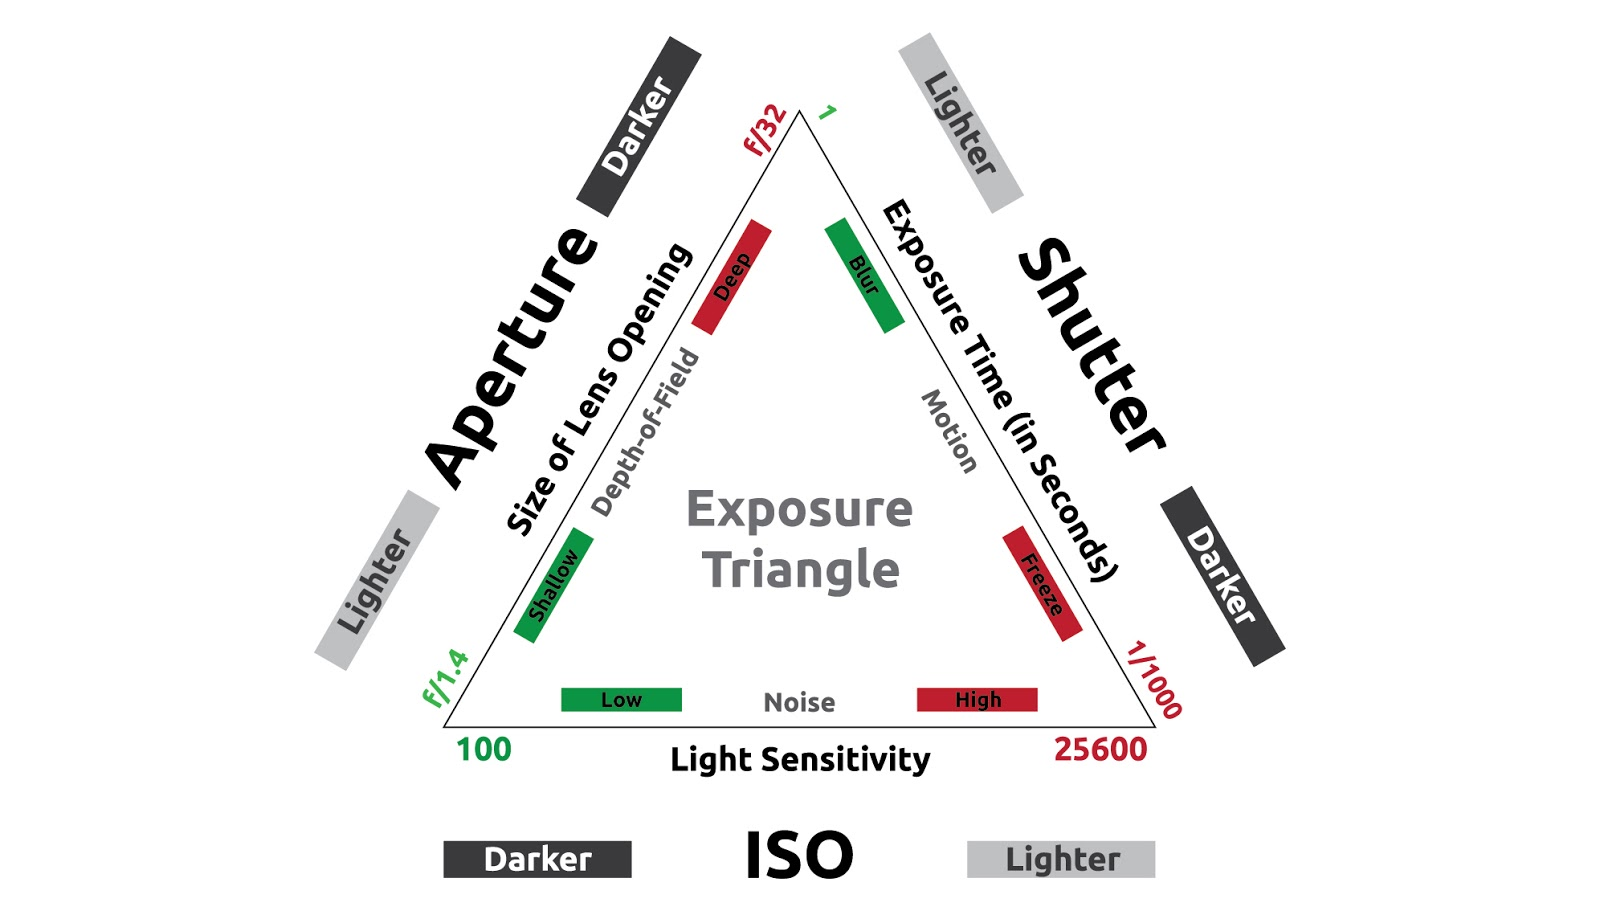 Darker
Lighter
f/32
1
Aperture
Size of Lens Opening
Deep
Blur
Exposure Time (in Seconds)
Shutter
Depth-of-Field
Motion
Exposure
Triangle
Lighter
Shallow
Freeze
Darker
f/1.4
1/1000
Low
Noise
High
100
Light Sensitivity
25600
Darker
ISO
Lighter